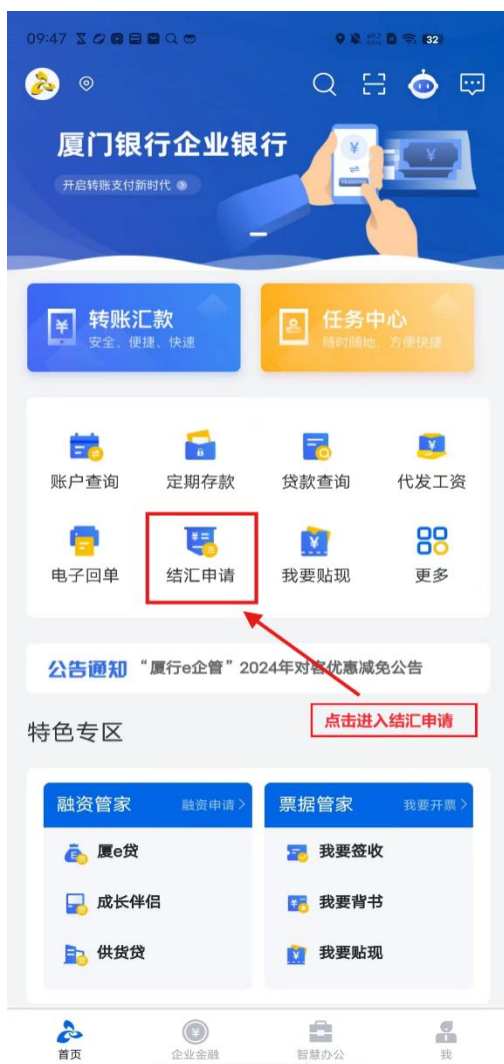 09:47
32
厦门银行企业银行
开启转账支付新时代
转账汇款
安全、便捷、快速
任务中心
随时随地、方便快捷
账户查询
定期存款
贷款查询
代发工资
电子回单
结汇申请
我要贴现
更多
公告通知 “厦行e企管”2024年对客优惠减免公告
点击进入结汇申请
特色专区
融资管家 融资申请>
票据管家 我要开票>
厦e贷
我要签收
成长伴侣
我要背书
供货贷
我要贴现
首页
企业金融
智慧办公
我